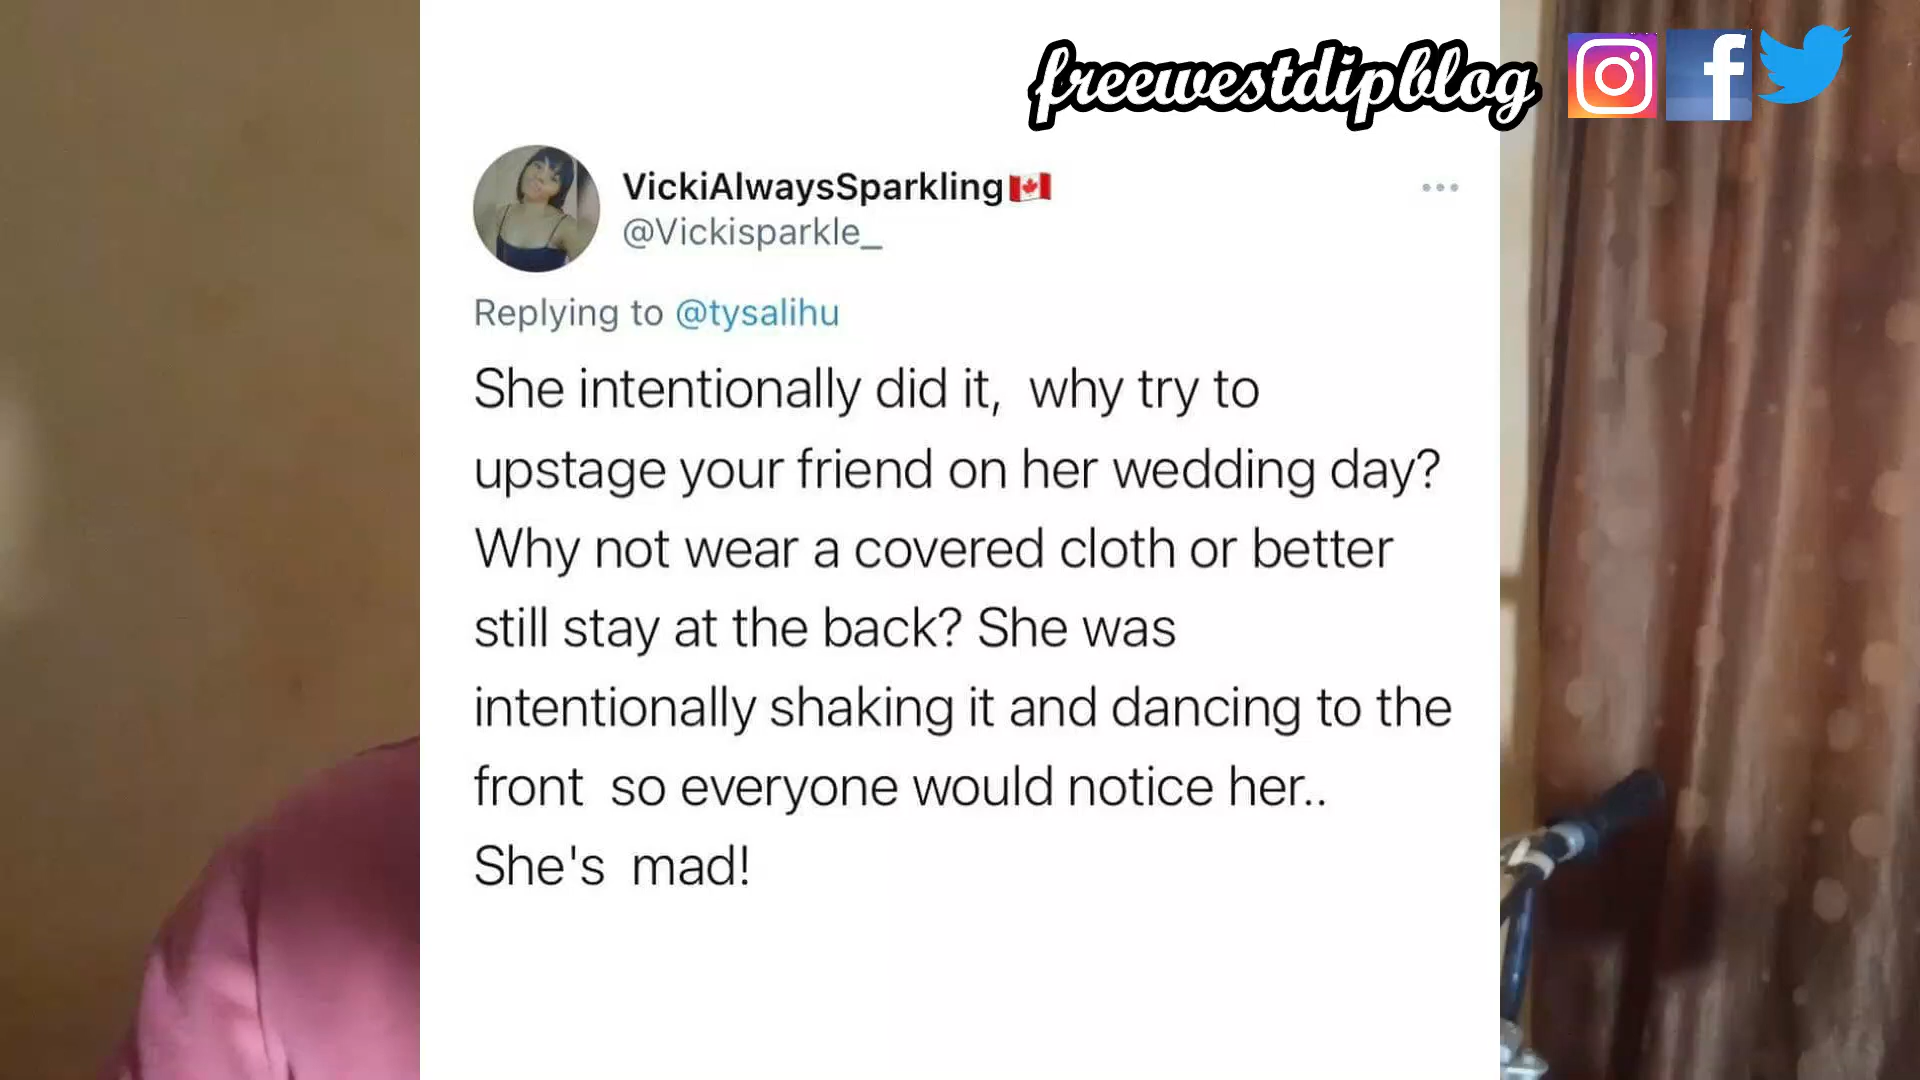 freewestdipblog
VickiAlwaysSparkling
@Vickisparkle_
Replying to @tysalihu
She intentionally did it,  why try to
upstage your friend on her wedding day?
Why not wear a covered cloth or better
still stay at the back? She was
intentionally shaking it and dancing to the
front  so everyone would notice her..
She's  mad!